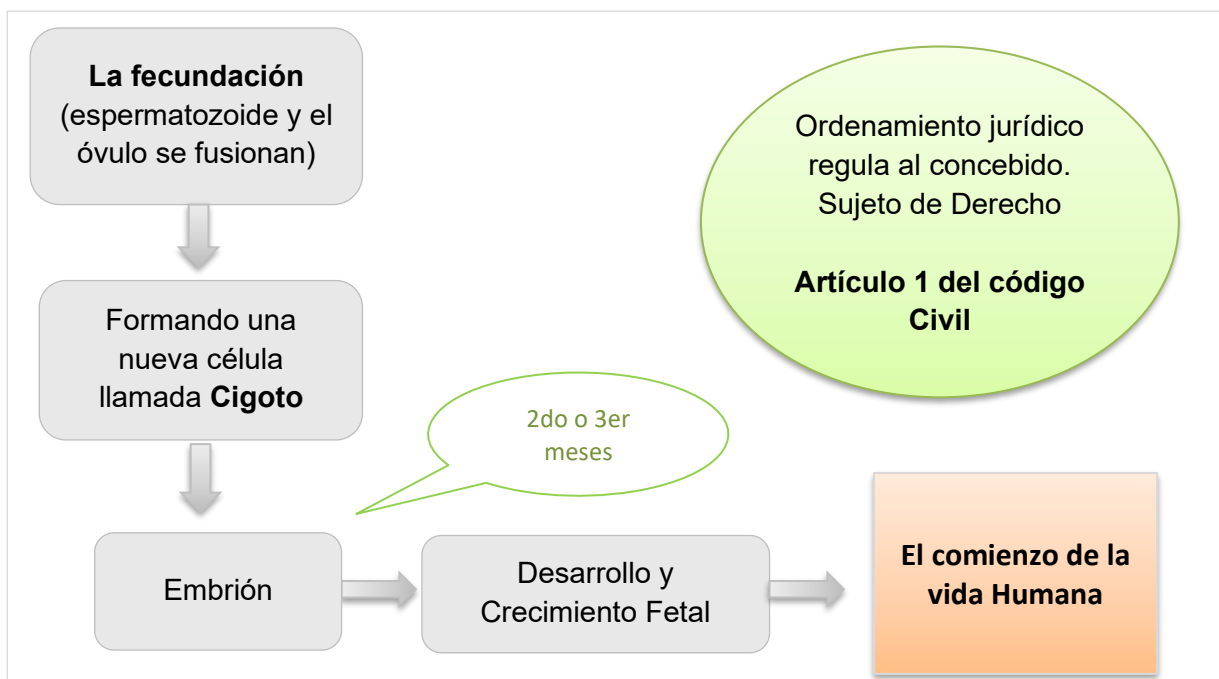 La fecundación
(espermatozoide y el
óvulo se fusionan)
Formando una
nueva célula
llamada Cigoto
2do o 3er
meses
Embrión
Desarrollo y
Crecimiento Fetal
Ordenamiento jurídico
regula al concebido.
Sujeto de Derecho
Artículo 1 del código
Civil
El comienzo de la
vida Humana